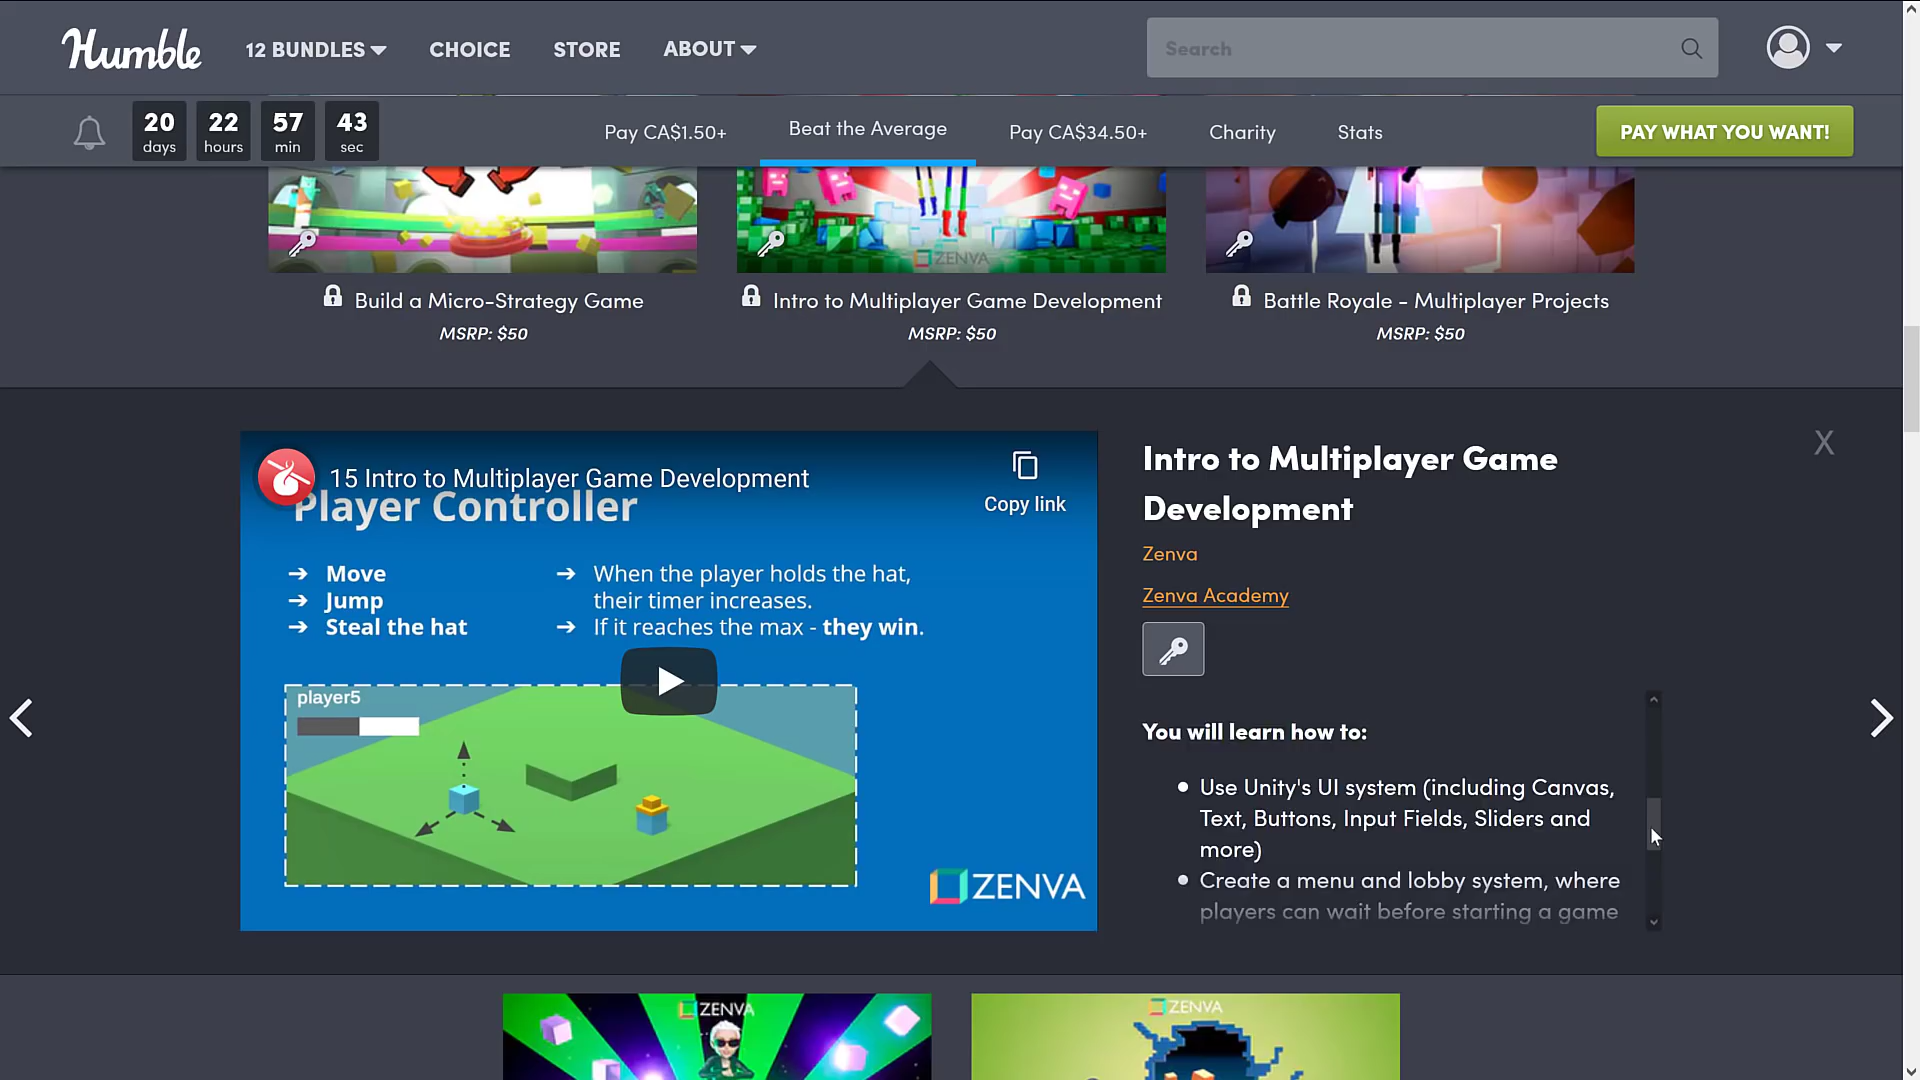 Humble
12 BUNDLES
CHOICE
STORE
ABOUT
Search
20
days
22
hours
57
min
43
sec
Pay CA$1.50+
Beat the Average
Pay CA$34.50+
Charity
Stats
PAY WHAT YOU WANT!
ZENVA
Build a Micro-Strategy Game
MSRP: $50
Intro to Multiplayer Game Development
MSRP: $50
Battle Royale - Multiplayer Projects
MSRP: $50
15 Intro to Multiplayer Game Development
Copy link
Player Controller
➔ Move
➔ Jump
➔ Steal the hat
➔ When the player holds the hat,
their timer increases.
➔ If it reaches the max - they win.
player5
ZENVA
X
Intro to Multiplayer Game
Development
Zenva
Zenva Academy
You will learn how to:
• Use Unity's UI system (including Canvas,
Text, Buttons, Input Fields, Sliders and
more)
• Create a menu and lobby system, where
players can wait before starting a game
ZENVA
ZENVA